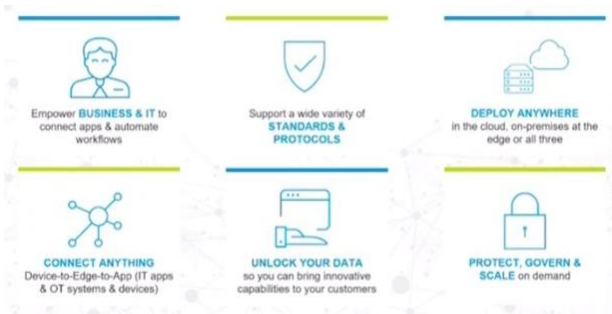 Empower BUSINESS & IT to
connect apps & automate
workflows
Support a wide variety of
STANDARDS &
PROTOCOLS
DEPLOY ANYWHERE
in the cloud, on-premises at the
edge or all three
CONNECT ANYTHING
Device-to-Edge-to-App (IT apps
& OT systems & devices)
UNLOCK YOUR DATA
so you can bring innovative
capabilities to your customers
PROTECT, GOVERN &
SCALE on demand